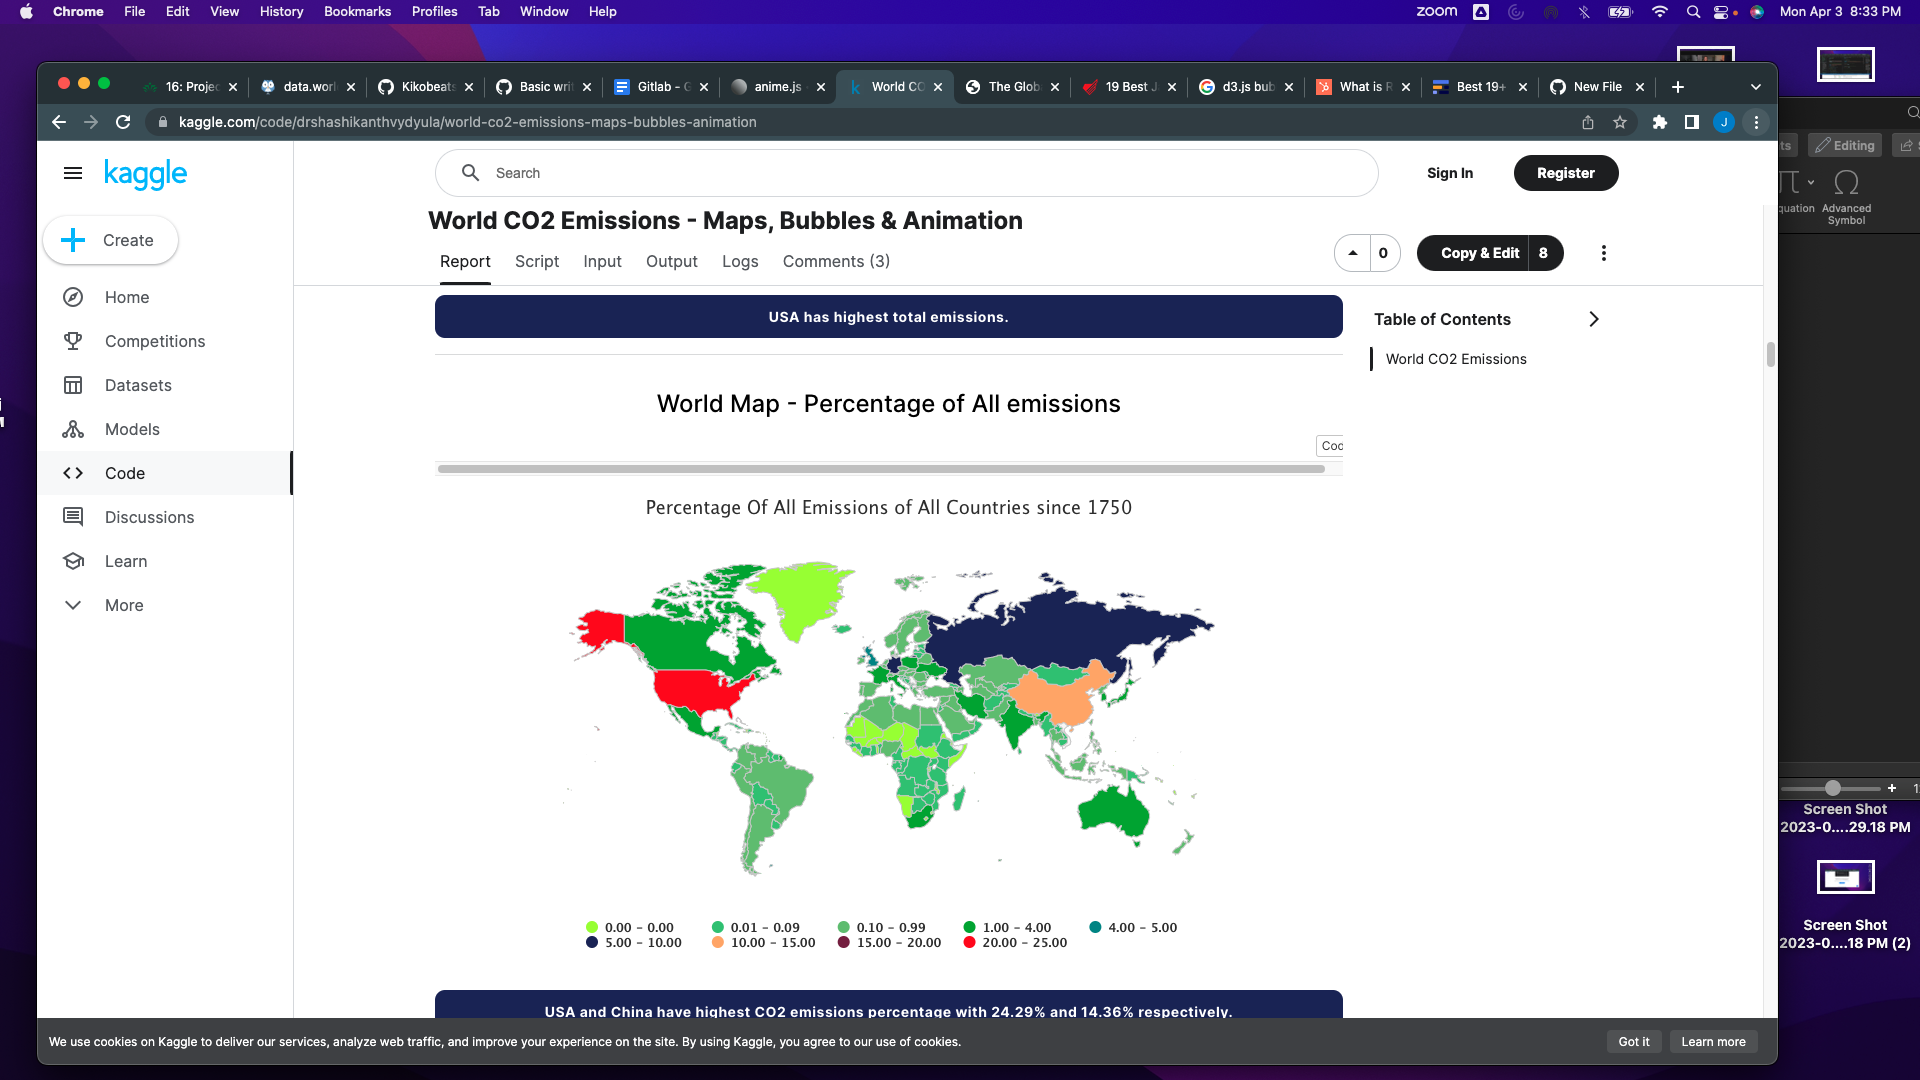 Chrome File Edit View History Bookmarks Profiles Tab Window Help
zoom Mon Apr 3 8:33 PM
16: Projec data.worl Kikobeats Basic writ Gitlab - G anime.js World CO The Glob 19 Best J d3.js bub What is R Best 19+ New File
kaggle.com/code/drshashikanthvydyula/world-co2-emissions-maps-bubbles-animation
J
kaggle
Search
Sign In
Register
Editing
World CO2 Emissions - Maps, Bubbles & Animation
Create
Report Script Input Output Logs Comments (3)
0
Copy & Edit 8
Advanced
Symbol
Home
Competitions
Datasets
Models
Code
Discussions
Learn
More
USA has highest total emissions.
Table of Contents
World CO2 Emissions
World Map - Percentage of All emissions
Cod
Percentage Of All Emissions of All Countries since 1750
0.00 - 0.00 0.01 - 0.09 0.10 - 0.99 1.00 - 4.00 4.00 - 5.00
5.00 - 10.00 10.00 - 15.00 15.00 - 20.00 20.00 - 25.00
USA and China have highest CO2 emissions percentage with 24.29% and 14.36% respectively.
We use cookies on Kaggle to deliver our services, analyze web traffic, and improve your experience on the site. By using Kaggle, you agree to our use of cookies.
Got it
Learn more
Screen Shot
2023-0....29.18 PM
Screen Shot
2023-0....18 PM (2)